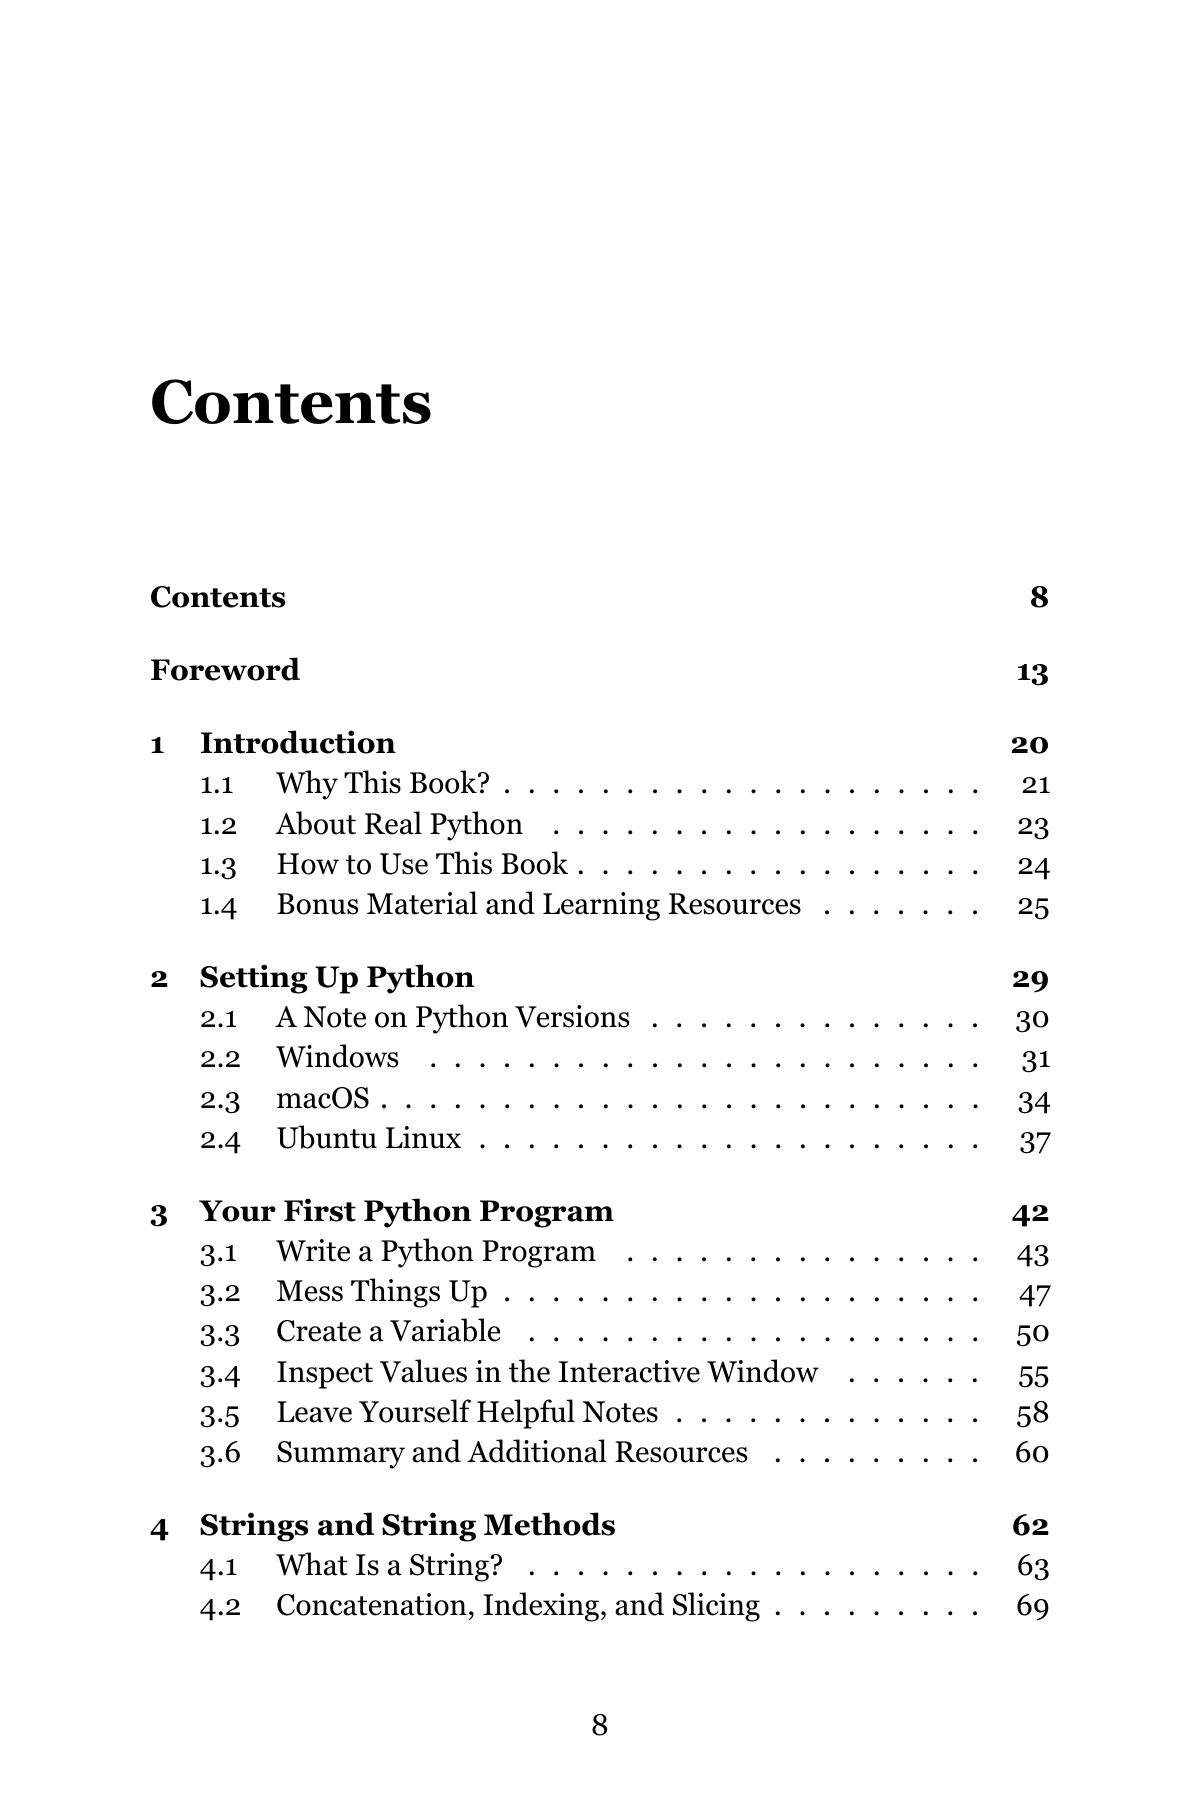 Contents
Contents 8
Foreword 13
1 Introduction 20
1.1 Why This Book? . . . . . . . . . . . . . . . . . . . . 21
1.2 About Real Python . . . . . . . . . . . . . . . . . . 23
1.3 How to Use This Book . . . . . . . . . . . . . . . . . 24
1.4 Bonus Material and Learning Resources . . . . . . . 25
2 Setting Up Python 29
2.1 A Note on Python Versions . . . . . . . . . . . . . . 30
2.2 Windows . . . . . . . . . . . . . . . . . . . . . . . 31
2.3 macOS . . . . . . . . . . . . . . . . . . . . . . . . . 34
2.4 Ubuntu Linux . . . . . . . . . . . . . . . . . . . . . 37
3 Your First Python Program 42
3.1 Write a Python Program . . . . . . . . . . . . . . . 43
3.2 Mess Things Up . . . . . . . . . . . . . . . . . . . . 47
3.3 Create a Variable . . . . . . . . . . . . . . . . . . . 50
3.4 Inspect Values in the Interactive Window . . . . . . 55
3.5 Leave Yourself Helpful Notes . . . . . . . . . . . . . 58
3.6 Summary and Additional Resources . . . . . . . . . 60
4 Strings and String Methods 62
4.1 What Is a String? . . . . . . . . . . . . . . . . . . . 63
4.2 Concatenation, Indexing, and Slicing . . . . . . . . . 69
8